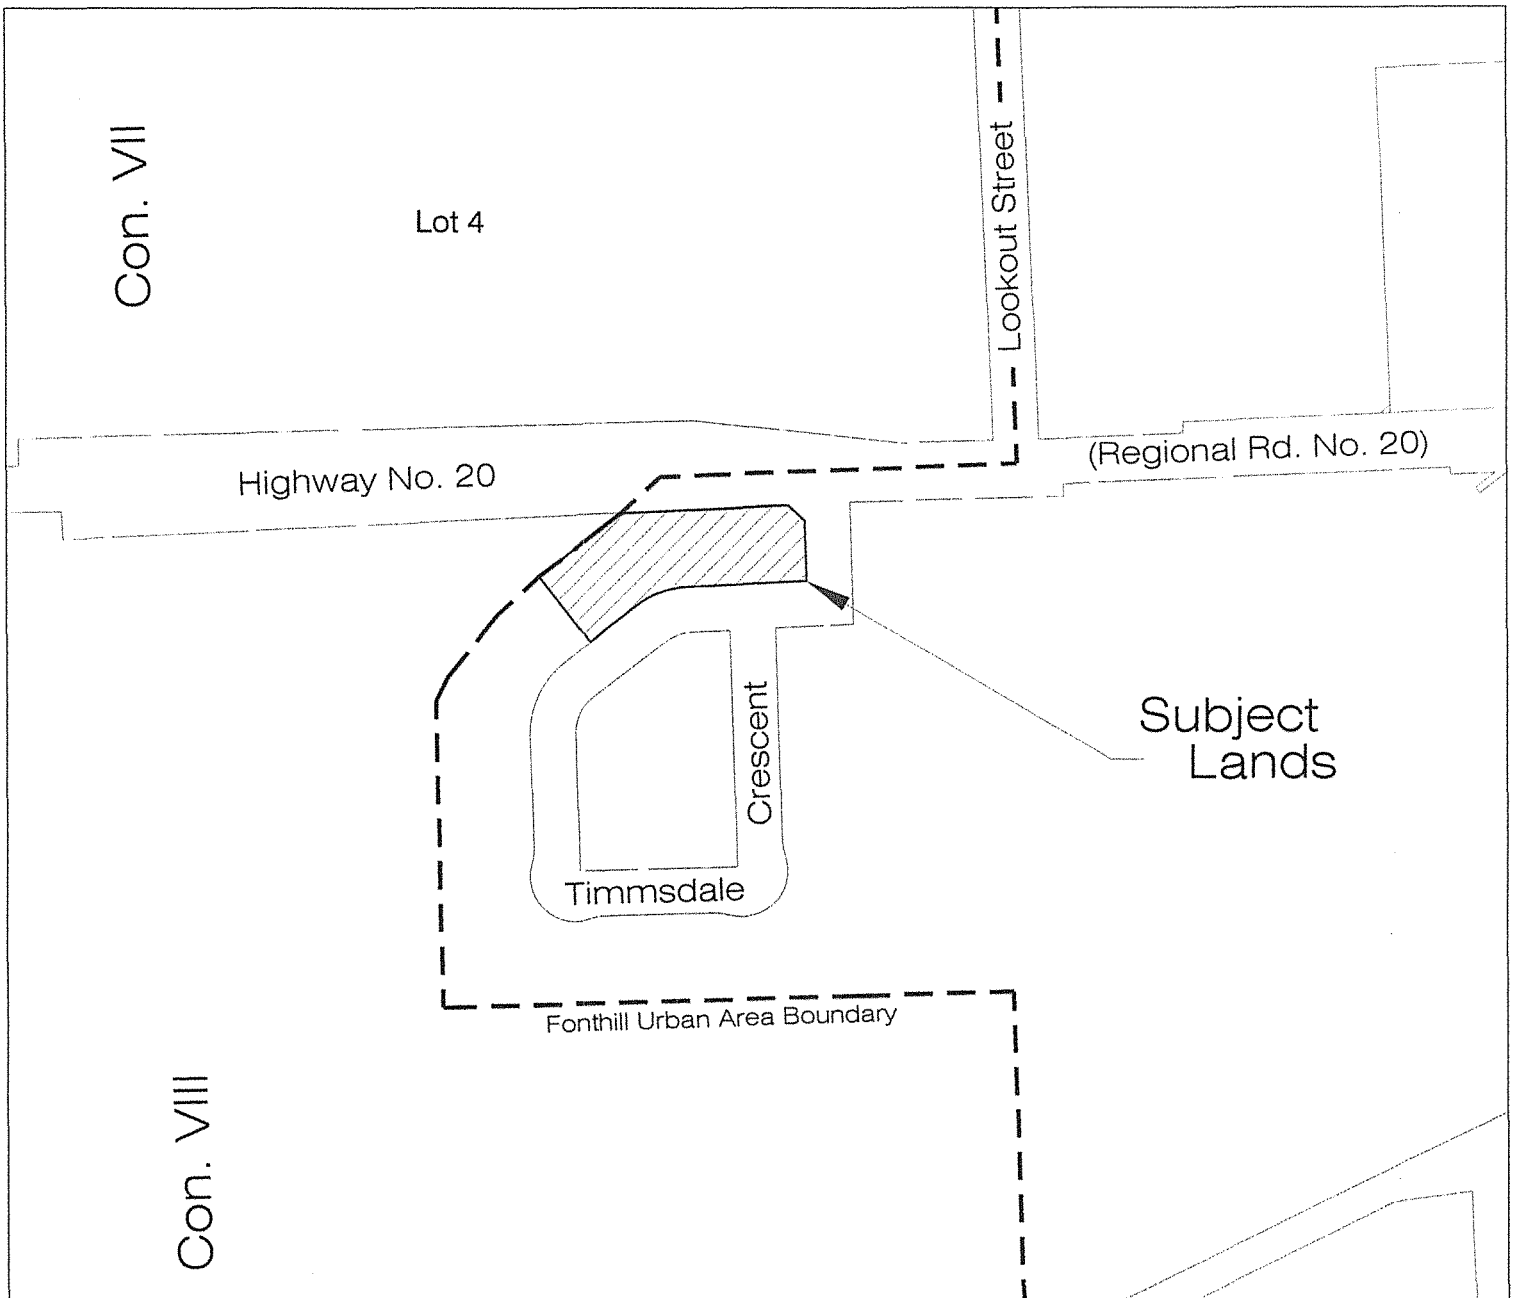 Con. VII
Lot 4
Lookout Street
Highway No. 20
(Regional Rd. No. 20)
Subject
Lands
Crescent
Timmsdale
Fonthill Urban Area Boundary
Con. VIII